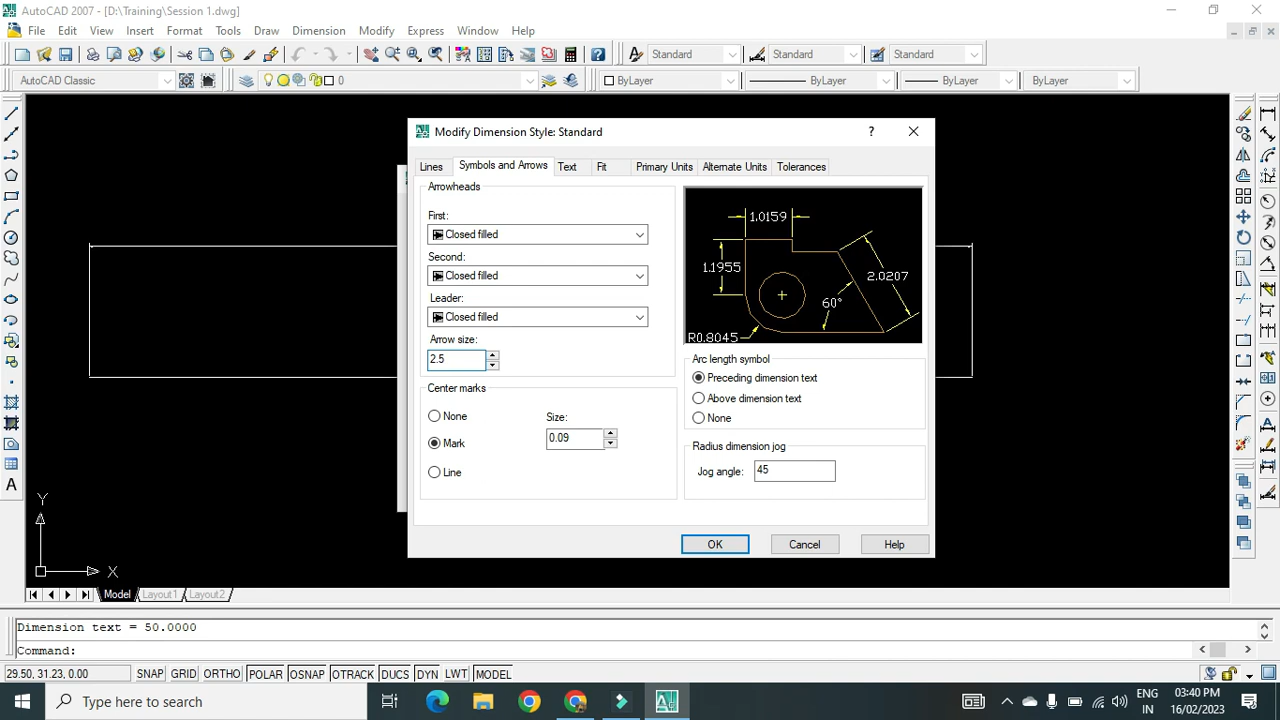 AutoCAD 2007 - [D:\Training\Session 1.dwg]
File Edit View Insert Format Tools Draw Dimension Modify Express Window Help
Standard Standard Standard
AutoCAD Classic 0 ByLayer ByLayer ByLayer ByLayer
Modify Dimension Style: Standard
Lines Symbols and Arrows Text Fit Primary Units Alternate Units Tolerances
Arrowheads
First:
Closed filled
Second:
Closed filled
Leader:
Closed filled
Arrow size:
2.5
Center marks
None
Mark
Line
Size:
0.09
1.0159
1.1955
2.0207
60°
R0.8045
Arc length symbol
Preceding dimension text
Above dimension text
None
Radius dimension jog
Jog angle: 45
OK Cancel Help
Y
X
A
A
Model Layout1 Layout2
Dimension text = 50.0000
Command:
29.50, 31.23, 0.00 SNAP GRID ORTHO POLAR OSNAP OTRACK DUCS DYN LWT MODEL
Type here to search
ENG
IN
03:40 PM
16/02/2023